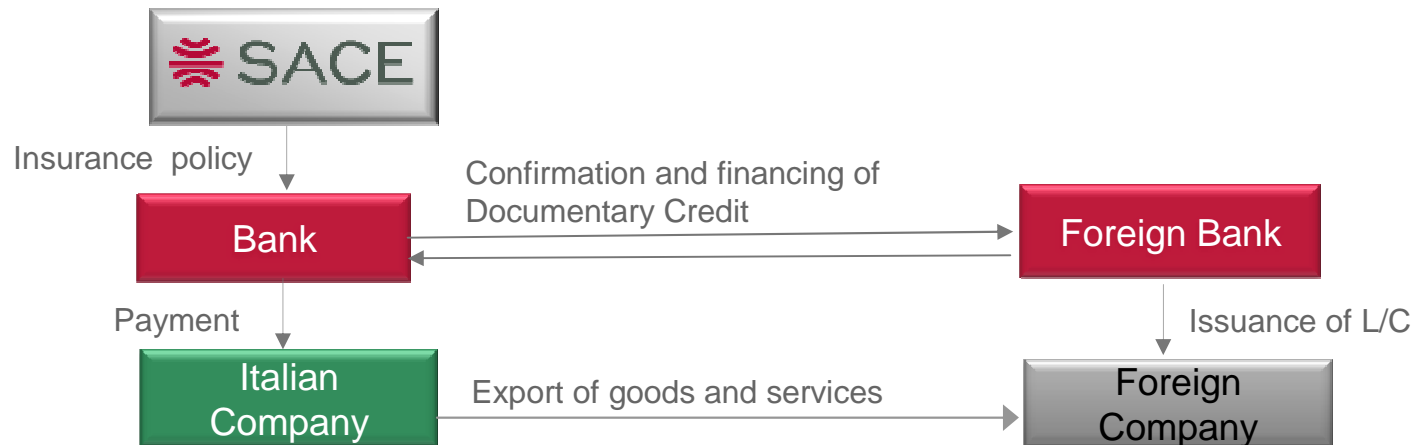 SACE
Insurance policy
Confirmation and financing of
Documentary Credit
Bank
Foreign Bank
Payment
Issuance of L/C
Italian
Company
Export of goods and services
Foreign
Company